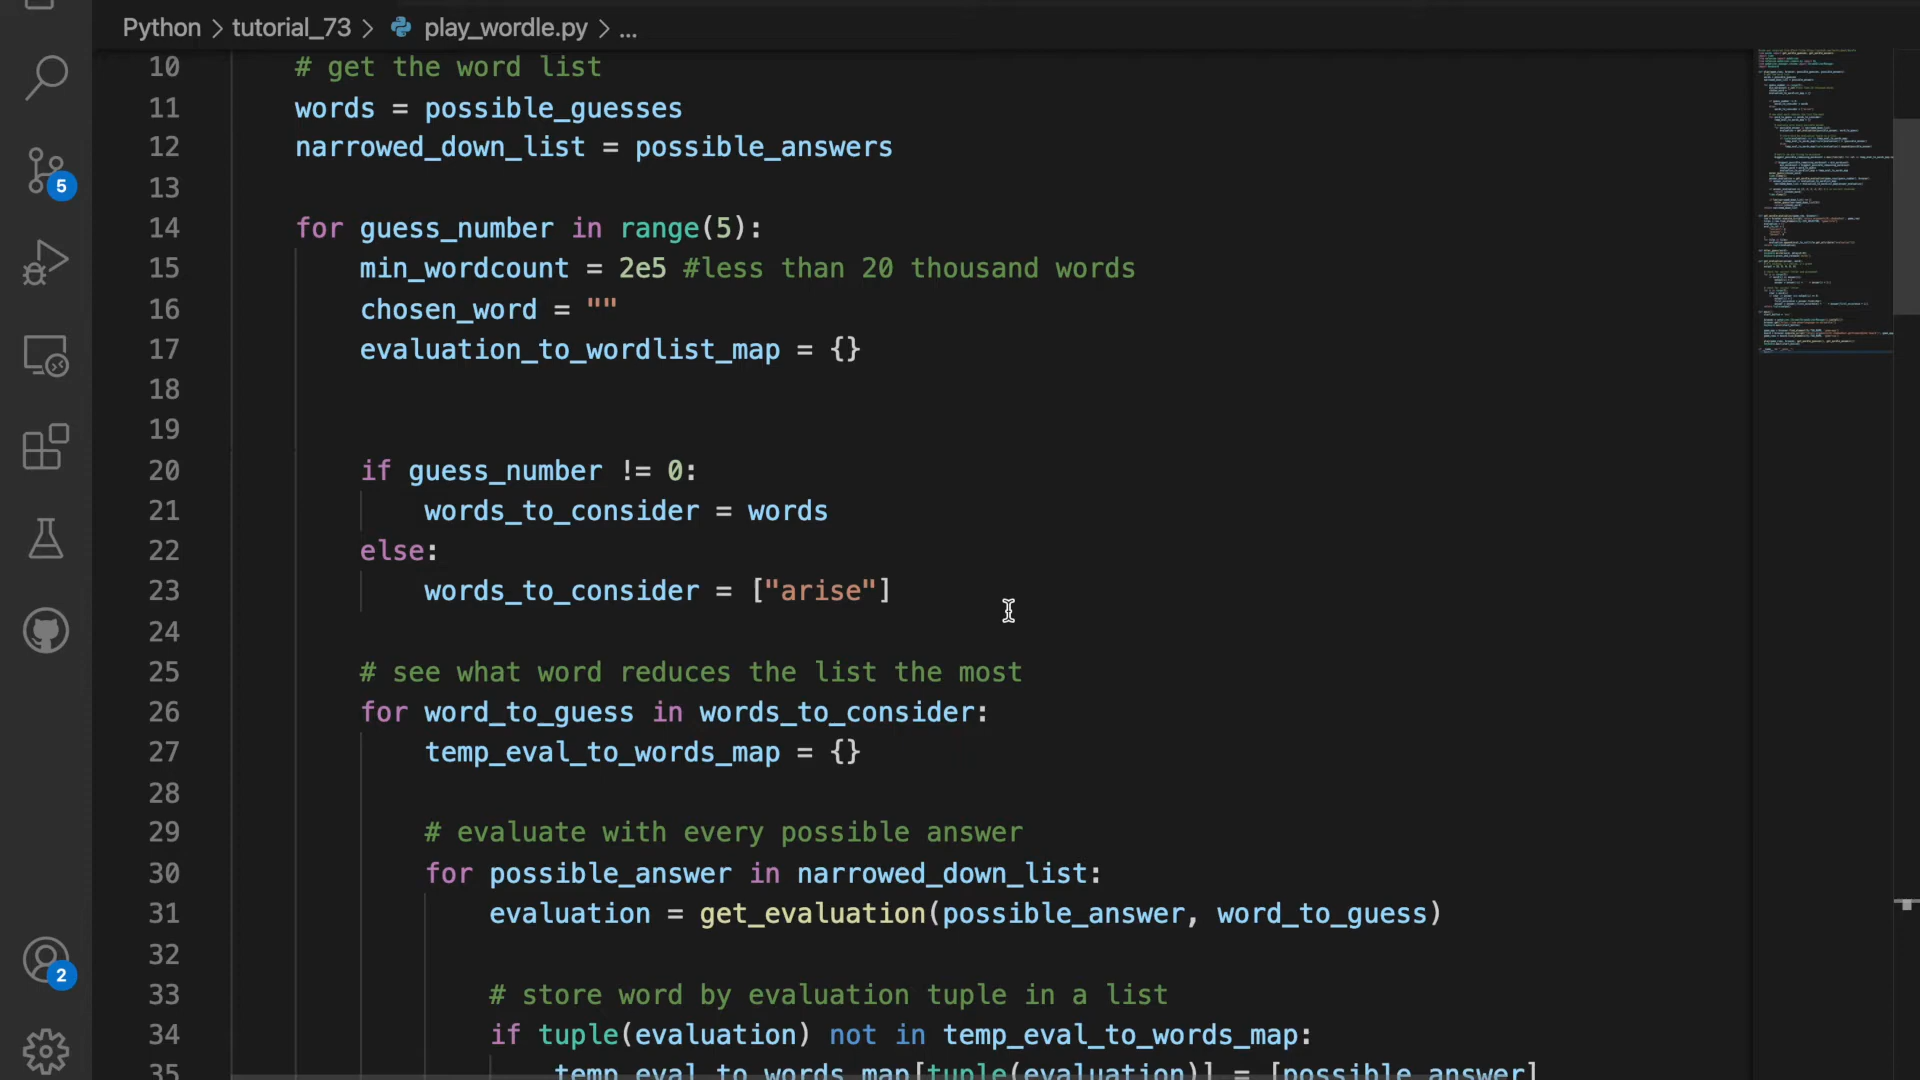 Python > tutorial_73 > play_wordle.py > ...
10 # get the word list
11 words = possible_guesses
12 narrowed_down_list = possible_answers
13
14 for guess_number in range(5):
15 min_wordcount = 2e5 #less than 20 thousand words
16 chosen_word = ""
17 evaluation_to_wordlist_map = {}
18
19
20 if guess_number != 0:
21 words_to_consider = words
22 else:
23 words_to_consider = ["arise"]
24
25 # see what word reduces the list the most
26 for word_to_guess in words_to_consider:
27 temp_eval_to_words_map = {}
28
29 # evaluate with every possible answer
30 for possible_answer in narrowed_down_list:
31 evaluation = get_evaluation(possible_answer, word_to_guess)
32
33 # store word by evaluation tuple in a list
34 if tuple(evaluation) not in temp_eval_to_words_map:
35 temp_eval_to_words_map[tuple(evaluation)] = [possible_answer]
5
2